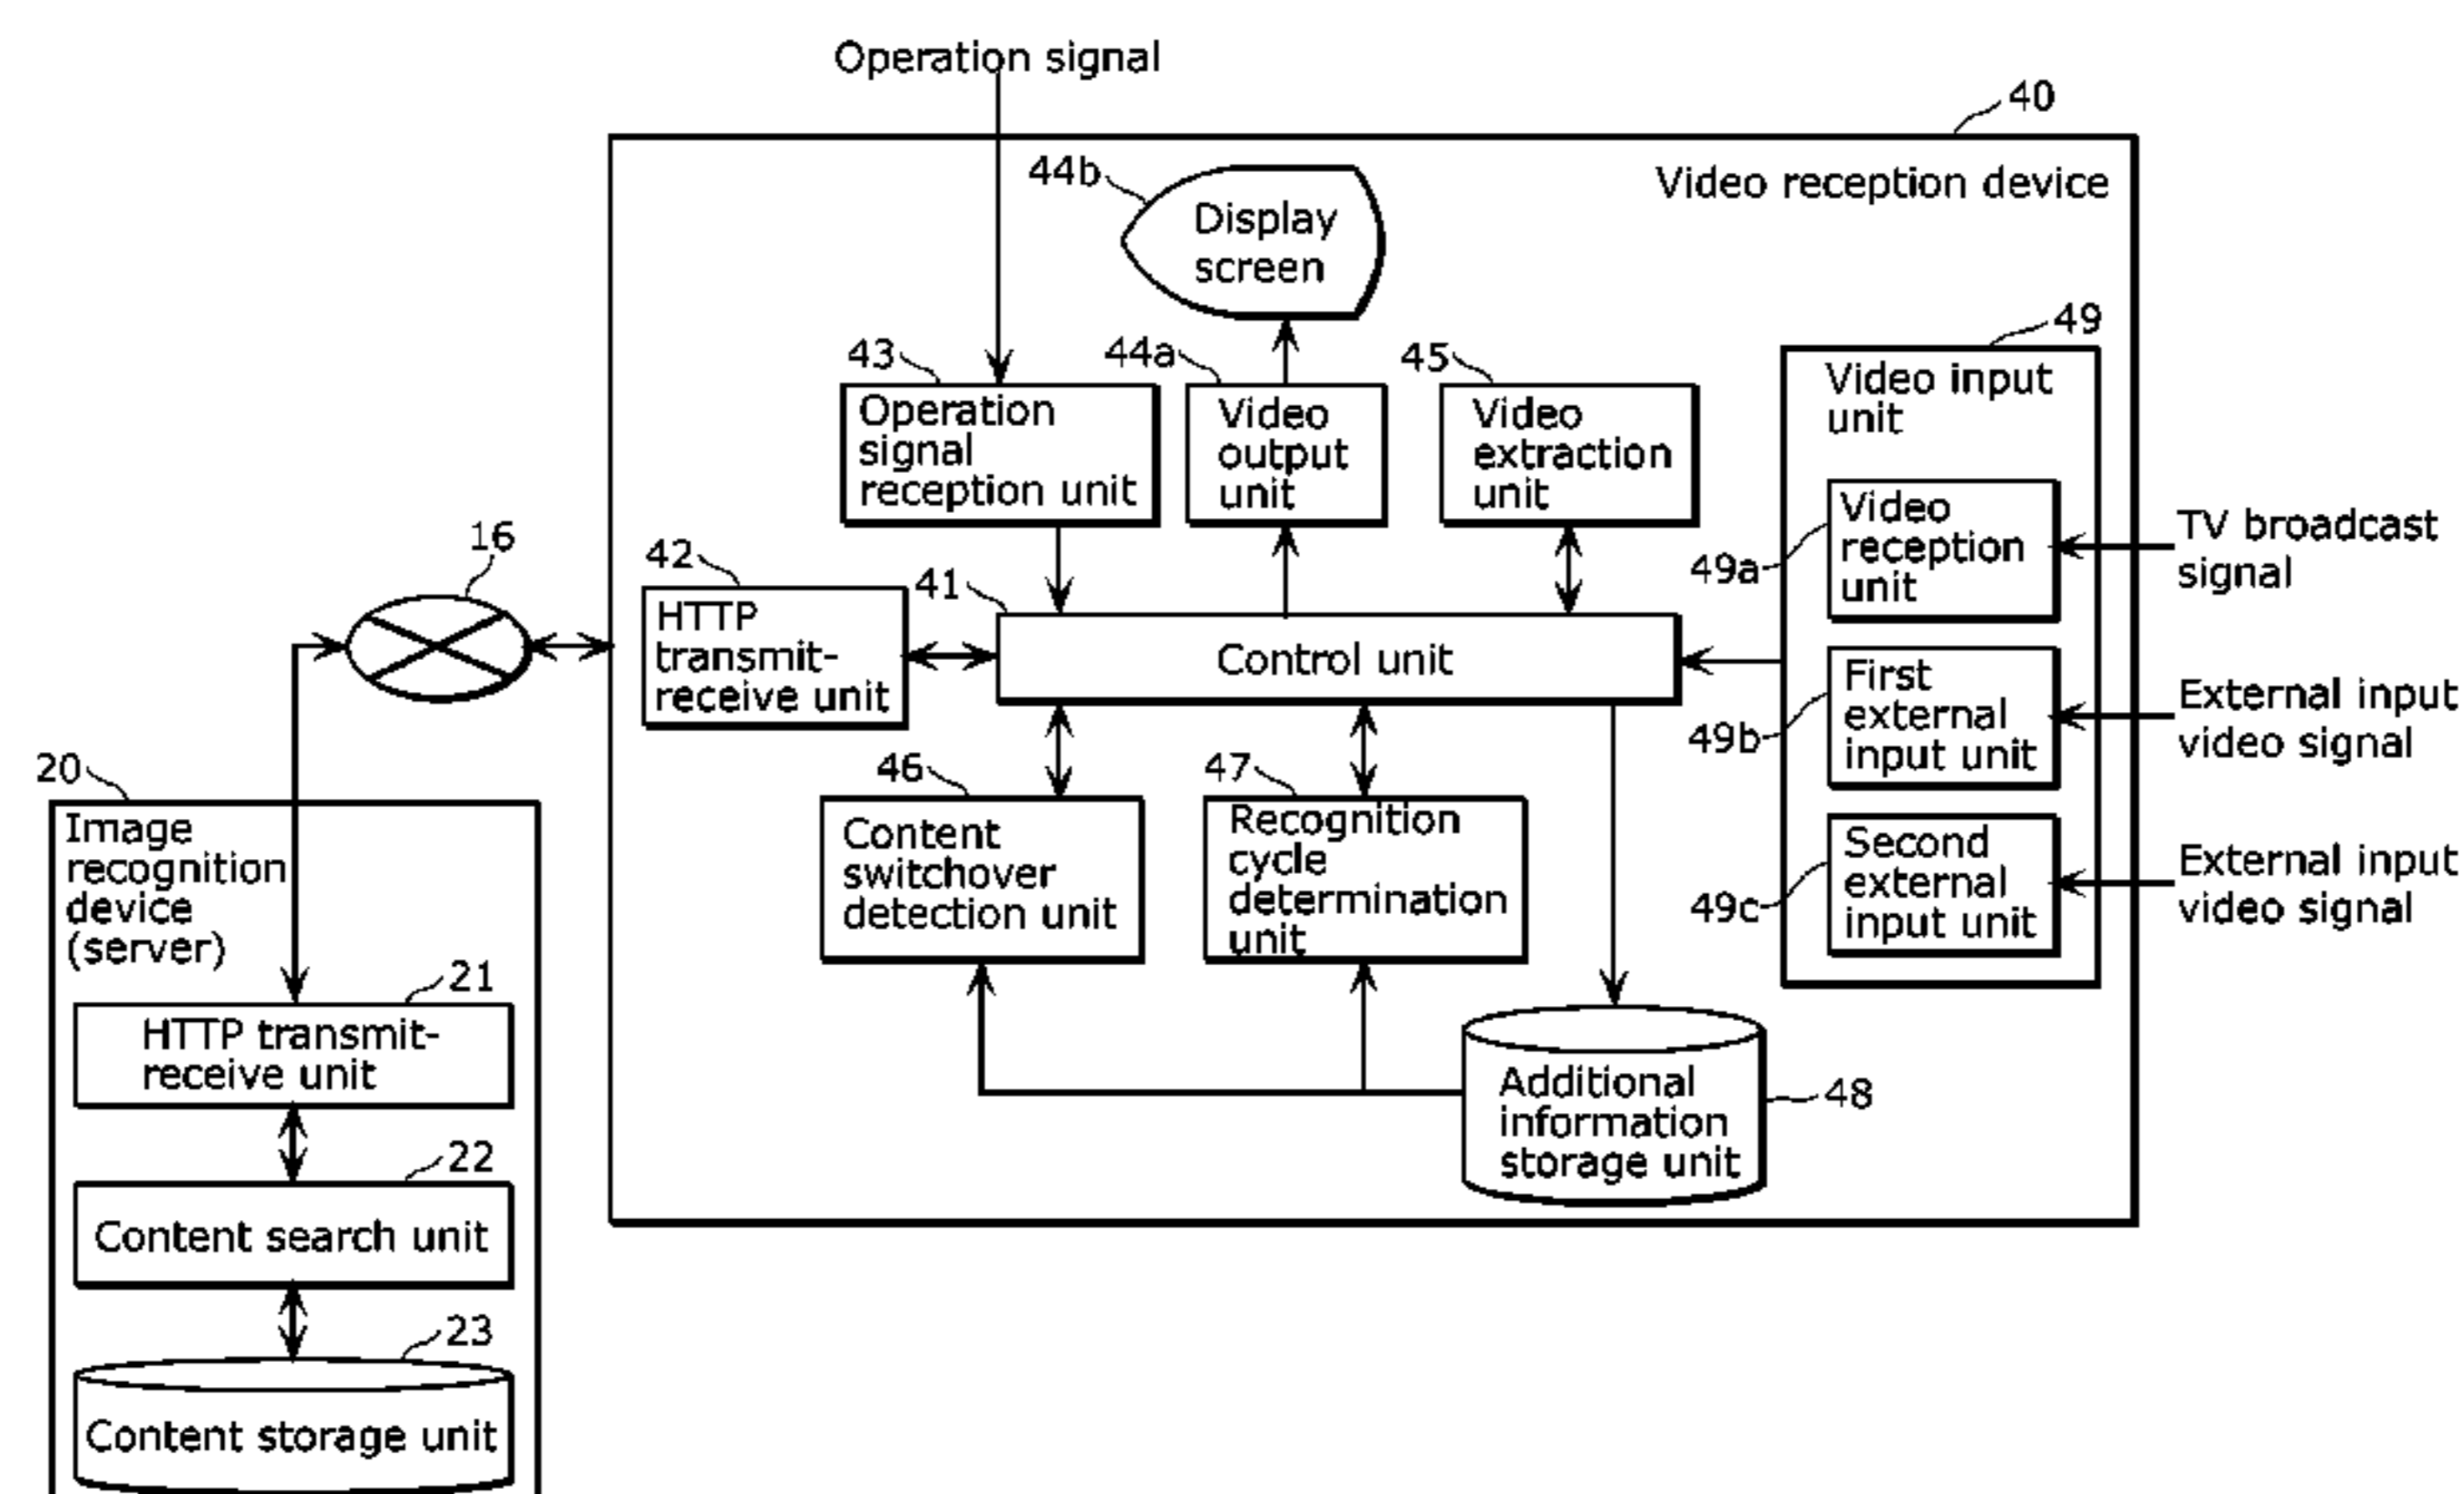 Operation signal
40
Video reception device
44b
Display
screen
49
Video input
unit
43
Operation
signal
reception unit
44a
Video
output
unit
45
Video
extraction
unit
49a
Video
reception
unit
TV broadcast
signal
16
42
HTTP
transmit-
receive unit
41
Control unit
49b
First
external
input unit
External input
video signal
49c
Second
external
input unit
External input
video signal
46
Content
switchover
detection unit
47
Recognition
cycle
determination
unit
Additional
information
storage unit
48
20
Image
recognition
device
(server)
21
HTTP transmit-
receive unit
22
Content search unit
23
Content storage unit